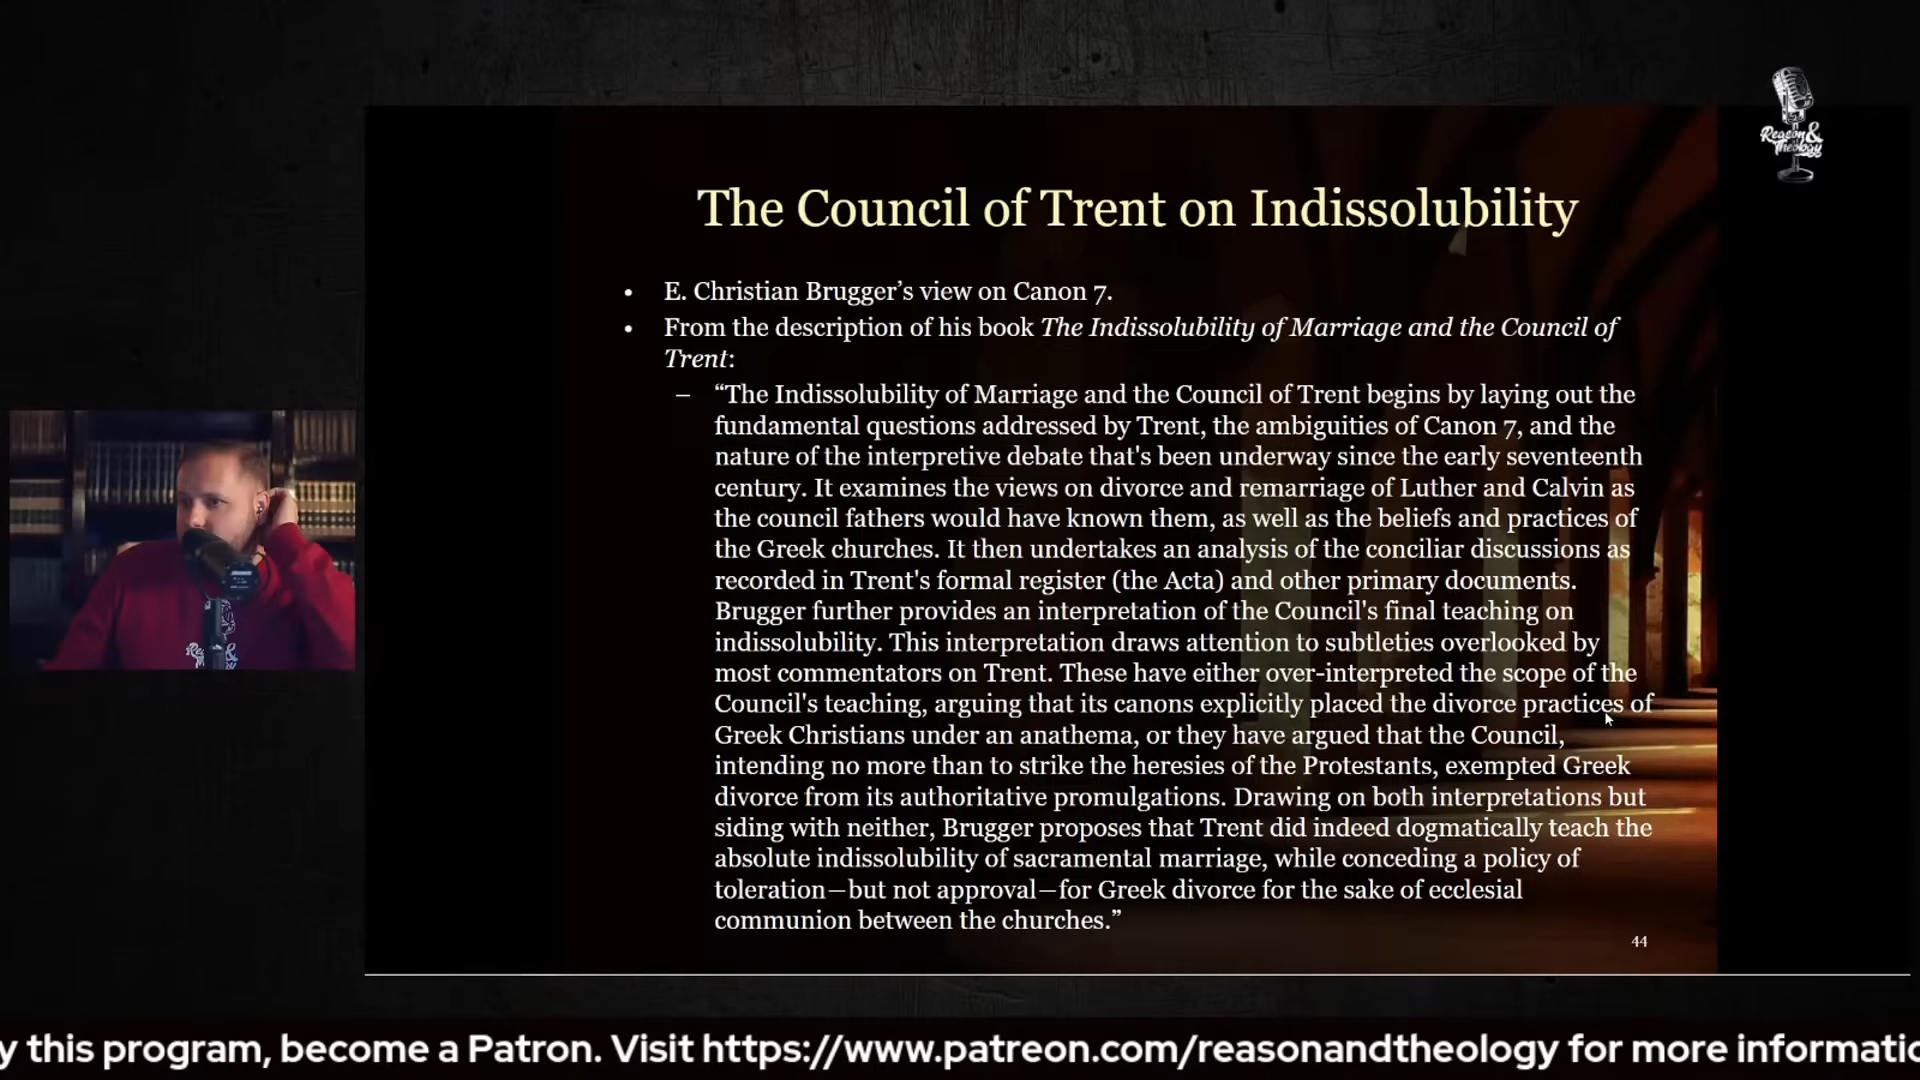 Reason &
Theology
The Council of Trent on Indissolubility
• E. Christian Brugger’s view on Canon 7.
• From the description of his book The Indissolubility of Marriage and the Council of
Trent:
– “The Indissolubility of Marriage and the Council of Trent begins by laying out the
fundamental questions addressed by Trent, the ambiguities of Canon 7, and the
nature of the interpretive debate that's been underway since the early seventeenth
century. It examines the views on divorce and remarriage of Luther and Calvin as
the council fathers would have known them, as well as the beliefs and practices of
the Greek churches. It then undertakes an analysis of the conciliar discussions as
recorded in Trent's formal register (the Acta) and other primary documents.
Brugger further provides an interpretation of the Council's final teaching on
indissolubility. This interpretation draws attention to subtleties overlooked by
most commentators on Trent. These have either over-interpreted the scope of the
Council's teaching, arguing that its canons explicitly placed the divorce practices of
Greek Christians under an anathema, or they have argued that the Council,
intending no more than to strike the heresies of the Protestants, exempted Greek
divorce from its authoritative promulgations. Drawing on both interpretations but
siding with neither, Brugger proposes that Trent did indeed dogmatically teach the
absolute indissolubility of sacramental marriage, while conceding a policy of
toleration—but not approval—for Greek divorce for the sake of ecclesial
communion between the churches.”
44
y this program, become a Patron. Visit https://www.patreon.com/reasonandtheology for more informatio